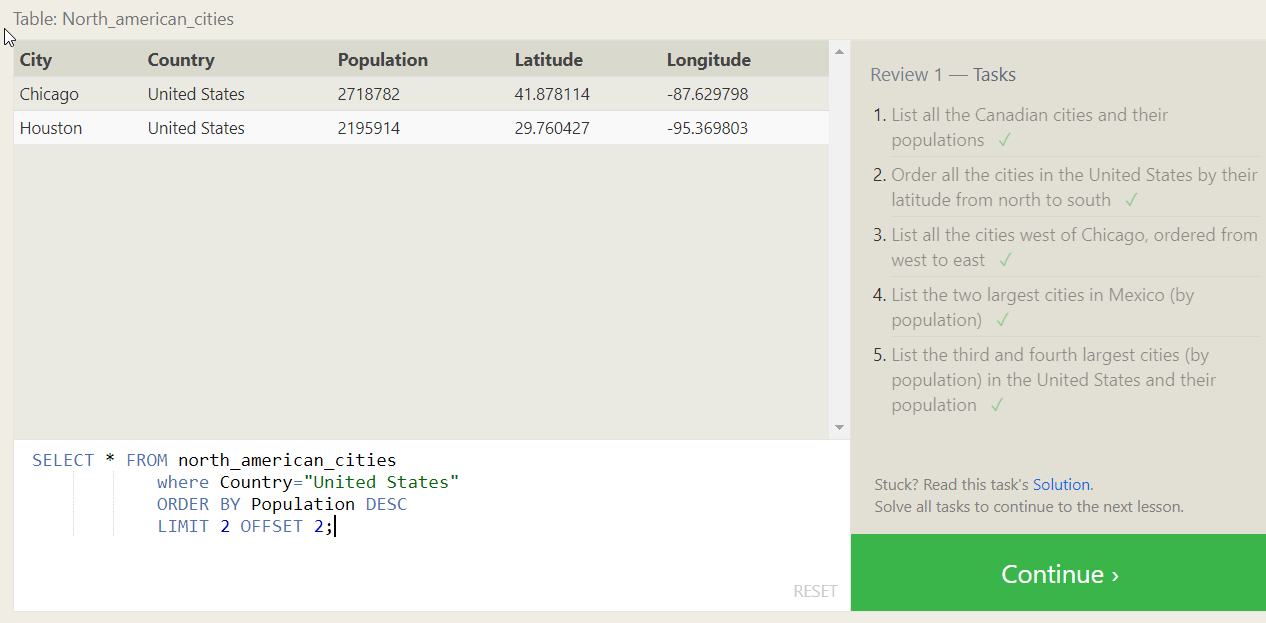 Table: North_american_cities
City Country Population Latitude Longitude
Chicago United States 2718782 41.878114 -87.629798
Houston United States 2195914 29.760427 -95.369803
SELECT * FROM north_american_cities
where Country="United States"
ORDER BY Population DESC
LIMIT 2 OFFSET 2;
RESET
Review 1 — Tasks
1. List all the Canadian cities and their
populations ✓
2. Order all the cities in the United States by their
latitude from north to south ✓
3. List all the cities west of Chicago, ordered from
west to east ✓
4. List the two largest cities in Mexico (by
population) ✓
5. List the third and fourth largest cities (by
population) in the United States and their
population ✓
Stuck? Read this task's Solution.
Solve all tasks to continue to the next lesson.
Continue ›